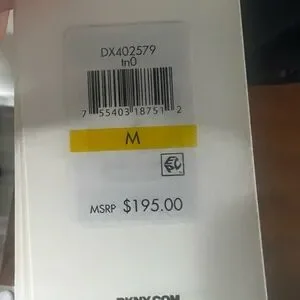 DX402579
tn0
7 55403 18751 2
M
MSRP $195.00
DKNY.COM